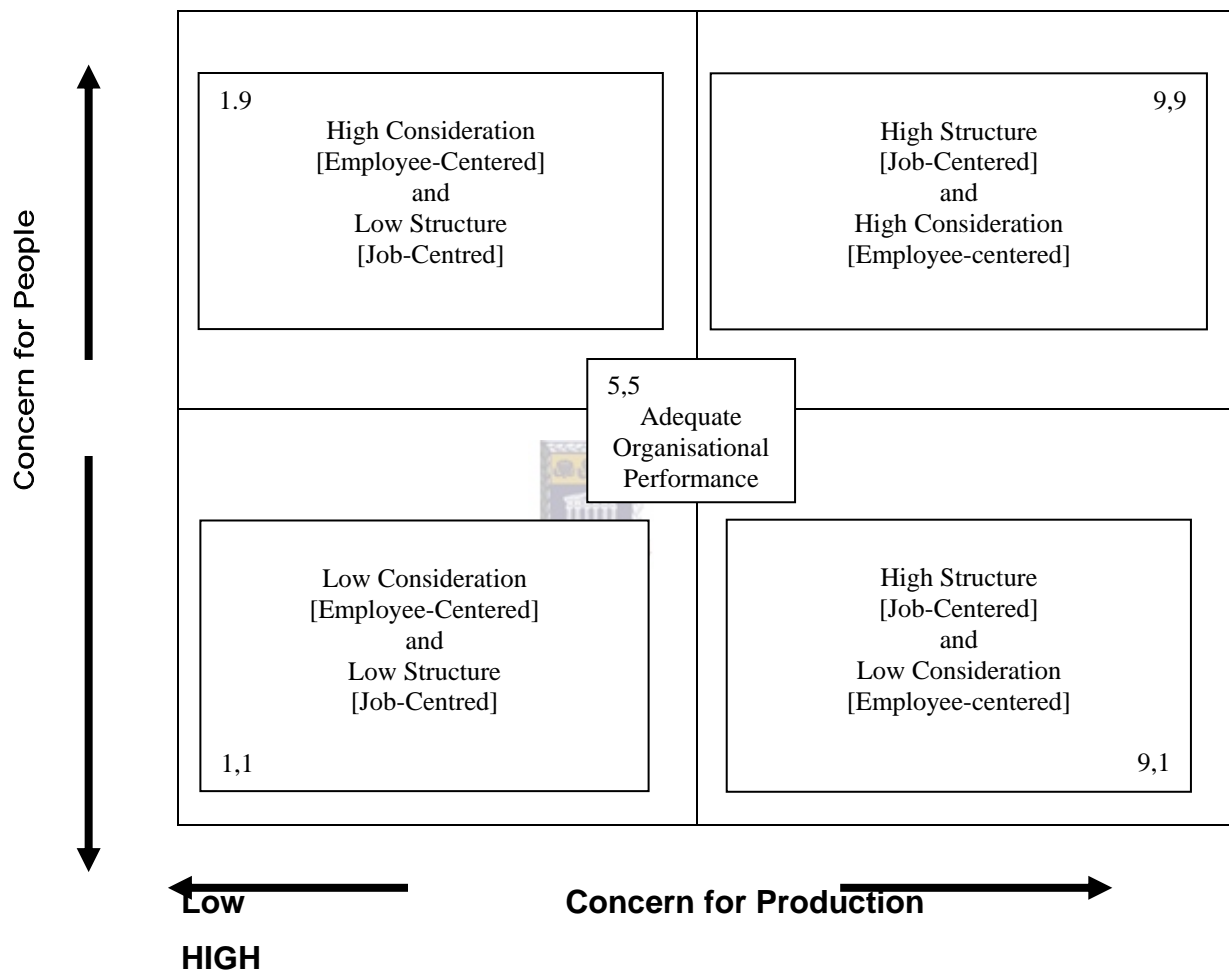 1.9
High Consideration
[Employee-Centered]
and
Low Structure
[Job-Centred]
9,9
High Structure
[Job-Centered]
and
High Consideration
[Employee-centered]
Concern for People
5,5
Adequate
Organisational
Performance
Low Consideration
[Employee-Centered]
and
Low Structure
[Job-Centred]
1,1
High Structure
[Job-Centered]
and
Low Consideration
[Employee-centered]
9,1
Low Concern for Production
HIGH